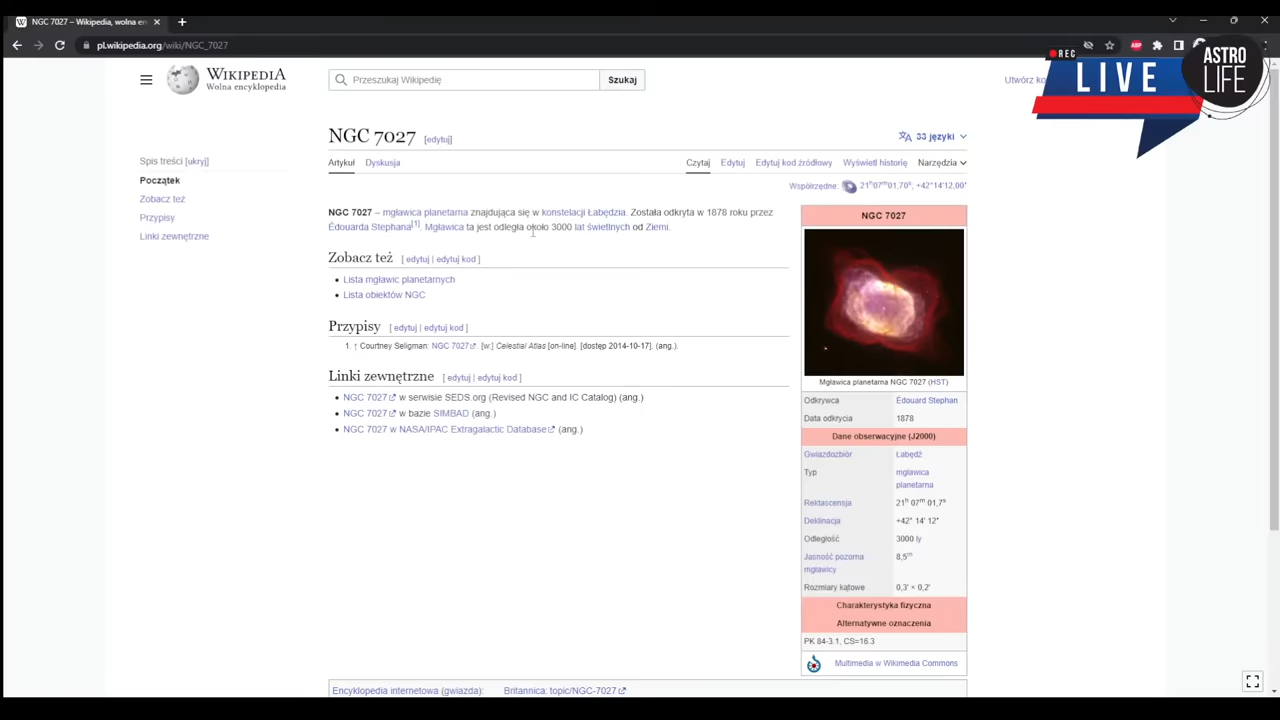 NGC 7027 – Wikipedia, wolna en
pl.wikipedia.org/wiki/NGC_7027
ABP
REC
LIVE
ASTRO
LIFE
WIKIPEDIA
Wolna encyklopedia
Przeszukaj Wikipedię
Szukaj
Utwórz ko
NGC 7027 [edytuj]
33 języki
Artykuł Dyskusja
Czytaj Edytuj Edytuj kod źródłowy Wyświetl historię Narzędzia
Współrzędne: 21ʰ07ᵐ01,70ˢ; +42°14′12,00″
Spis treści [ukryj]
Początek
Zobacz też
Przypisy
Linki zewnętrzne
NGC 7027 – mgławica planetarna znajdująca się w konstelacji Łabędzia. Została odkryta w 1878 roku przez
Édouarda Stephana[1]. Mgławica ta jest odległa około 3000 lat świetlnych od Ziemi.
Zobacz też [ edytuj | edytuj kod ]
• Lista mgławic planetarnych
• Lista obiektów NGC
Przypisy [ edytuj | edytuj kod ]
1. ↑ Courtney Seligman: NGC 7027. [w:] Celestial Atlas [on-line]. [dostęp 2014-10-17]. (ang.).
Linki zewnętrzne [ edytuj | edytuj kod ]
• NGC 7027 w serwisie SEDS.org (Revised NGC and IC Catalog) (ang.)
• NGC 7027 w bazie SIMBAD (ang.)
• NGC 7027 w NASA/IPAC Extragalactic Database (ang.)
NGC 7027
Mgławica planetarna NGC 7027 (HST)
Odkrywca Édouard Stephan
Data odkrycia 1878
Dane obserwacyjne (J2000)
Gwiazdozbiór Łabędź
Typ mgławica
planetarna
Rektascensja 21ʰ 07ᵐ 01,7ˢ
Deklinacja +42° 14′ 12″
Odległość 3000 ly
Jasność pozorna 8,5ᵐ
mgławicy
Rozmiary kątowe 0,3′ × 0,2′
Charakterystyka fizyczna
Alternatywne oznaczenia
PK 84-3.1, CS=16.3
Multimedia w Wikimedia Commons
Encyklopedia internetowa (gwiazda): Britannica: topic/NGC-7027